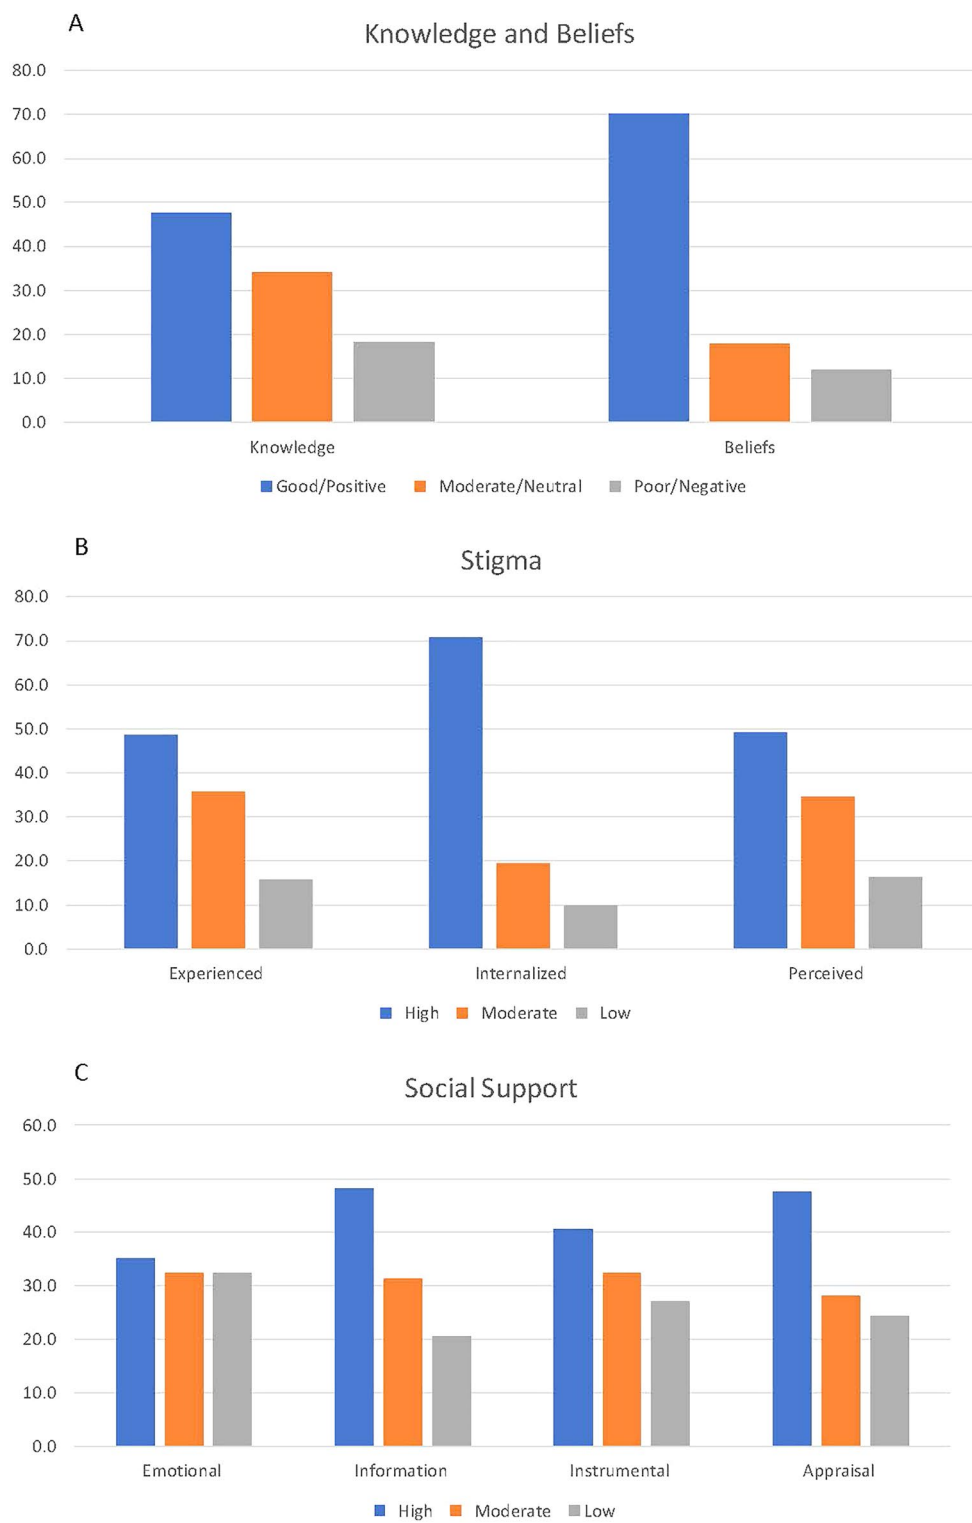 A
Knowledge and Beliefs
80.0
70.0
60.0
50.0
40.0
30.0
20.0
10.0
0.0
Knowledge Beliefs
Good/Positive Moderate/Neutral Poor/Negative
B
Stigma
80.0
70.0
60.0
50.0
40.0
30.0
20.0
10.0
0.0
Experienced Internalized Perceived
High Moderate Low
C
Social Support
60.0
50.0
40.0
30.0
20.0
10.0
0.0
Emotional Information Instrumental Appraisal
High Moderate Low